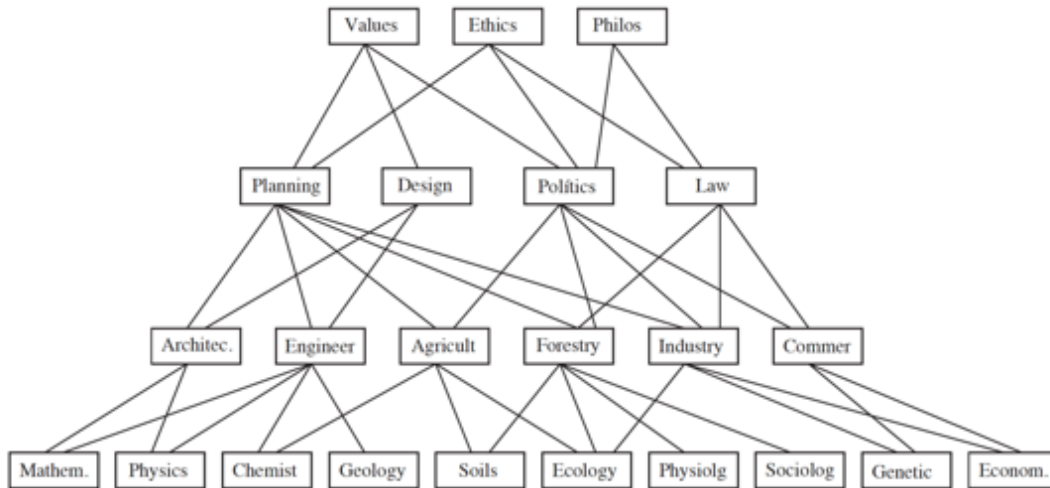 Values Ethics Philos
Planning Design Polítics Law
Architec. Engineer Agricult Forestry Industry Commer
Mathem. Physics Chemist Geology Soils Ecology Physiolg Sociolog Genetic Econom.